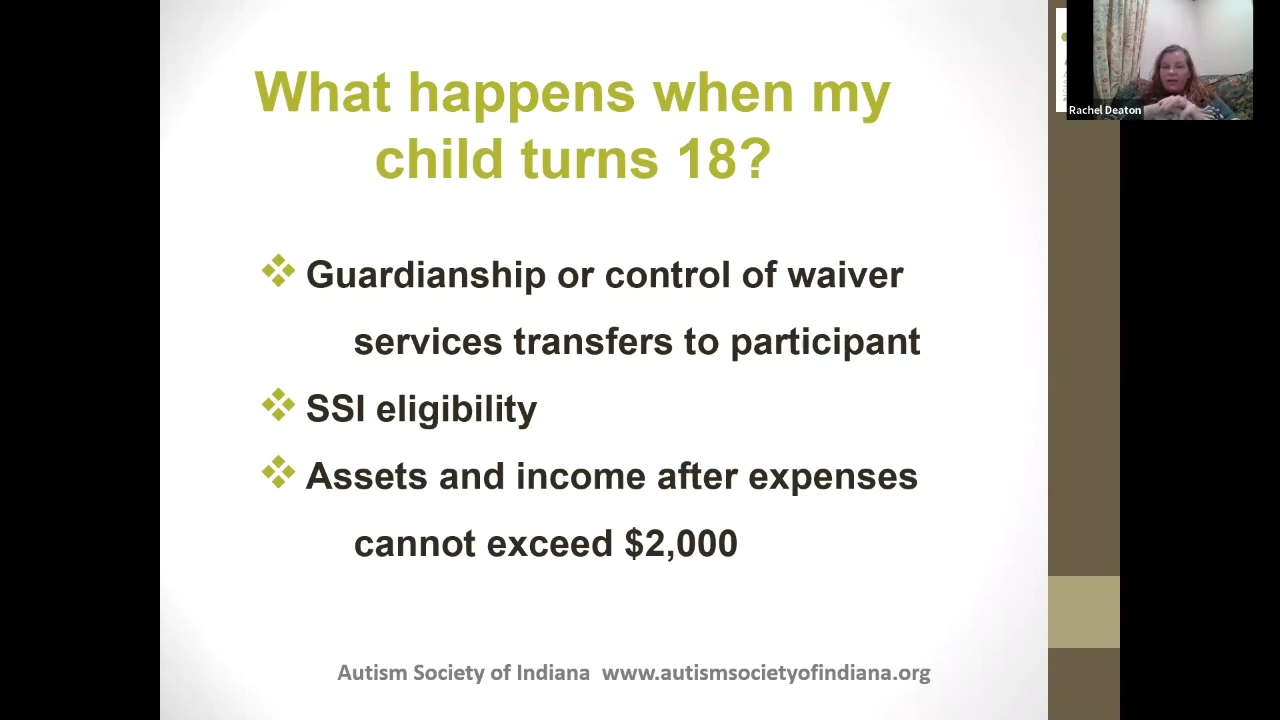 What happens when my
child turns 18?
❖ Guardianship or control of waiver
services transfers to participant
❖ SSI eligibility
❖ Assets and income after expenses
cannot exceed $2,000
Autism Society of Indiana www.autismsocietyofindiana.org
Rachel Deaton